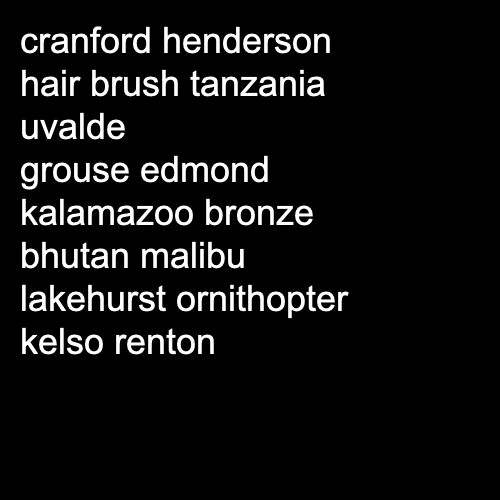 cranford henderson
hair brush tanzania
uvalde
grouse edmond
kalamazoo bronze
bhutan malibu
lakehurst ornithopter
kelso renton